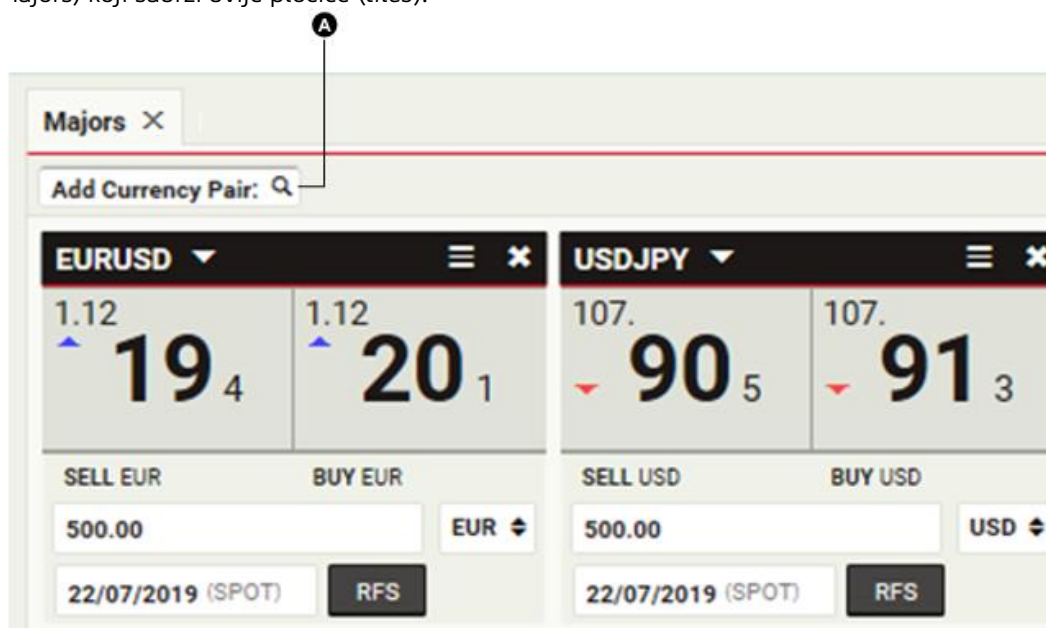 koji sadrži dvije pločice (tiles).
A
Majors ×
Add Currency Pair:
EURUSD USDJPY
1.12 1.12 107. 107.
19 4 20 1 90 5 91 3
SELL EUR BUY EUR SELL USD BUY USD
500.00 EUR 500.00 USD
22/07/2019 (SPOT) RFS 22/07/2019 (SPOT) RFS